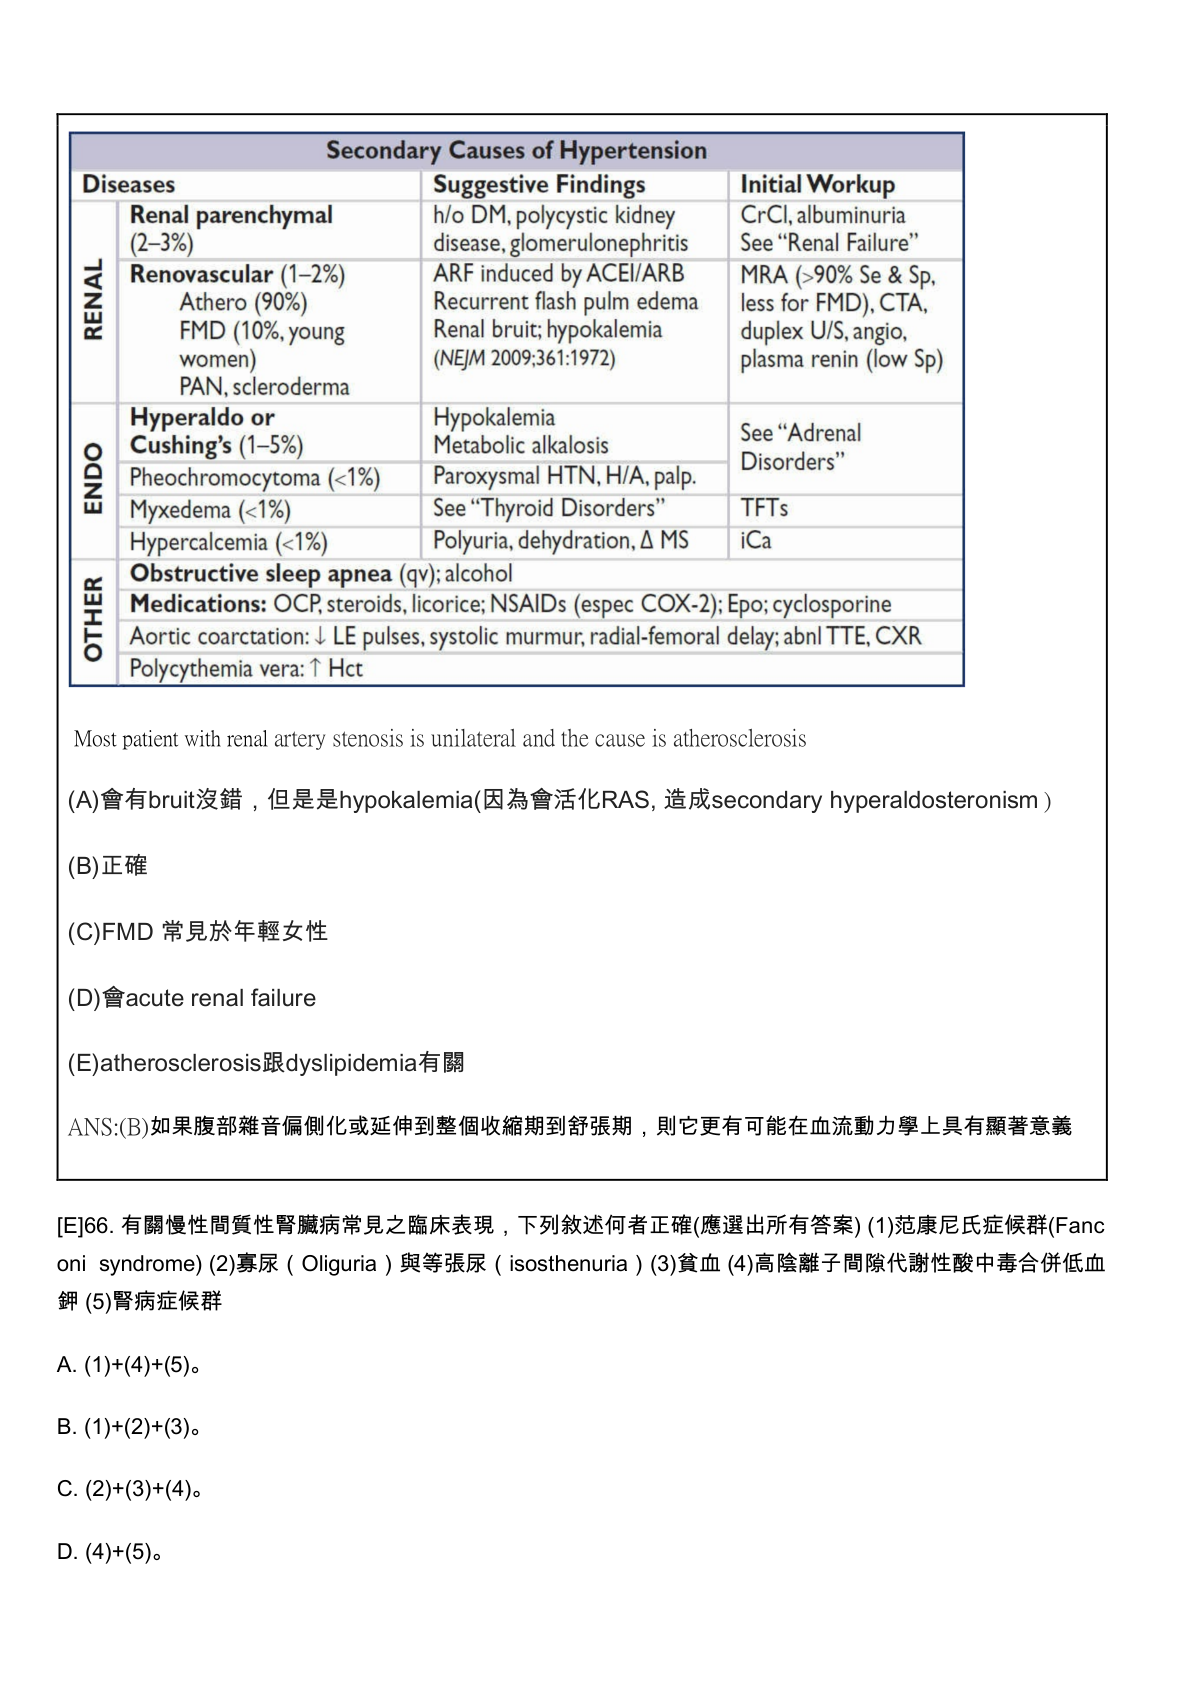 Secondary Causes of Hypertension
Diseases Suggestive Findings Initial Workup
RENAL
Renal parenchymal
(2–3%)
h/o DM, polycystic kidney
disease, glomerulonephritis
CrCl, albuminuria
See “Renal Failure”
Renovascular (1–2%)
Athero (90%)
FMD (10%, young
women)
PAN, scleroderma
ARF induced by ACEI/ARB
Recurrent flash pulm edema
Renal bruit; hypokalemia
(NEJM 2009;361:1972)
MRA (>90% Se & Sp,
less for FMD), CTA,
duplex U/S, angio,
plasma renin (low Sp)
ENDO
Hyperaldo or
Cushing’s (1–5%)
Hypokalemia
Metabolic alkalosis
See “Adrenal
Disorders”
Pheochromocytoma (<1%) Paroxysmal HTN, H/A, palp.
Myxedema (<1%) See “Thyroid Disorders” TFTs
Hypercalcemia (<1%) Polyuria, dehydration, Δ MS iCa
OTHER
Obstructive sleep apnea (qv); alcohol
Medications: OCP, steroids, licorice; NSAIDs (espec COX-2); Epo; cyclosporine
Aortic coarctation: ↓ LE pulses, systolic murmur, radial-femoral delay; abnl TTE, CXR
Polycythemia vera: ↑ Hct
Most patient with renal artery stenosis is unilateral and the cause is atherosclerosis
(A)會有bruit沒錯，但是是hypokalemia(因為會活化RAS, 造成secondary hyperaldosteronism )
(B)正確
(C)FMD 常見於年輕女性
(D)會acute renal failure
(E)atherosclerosis跟dyslipidemia有關
ANS:(B)如果腹部雜音偏側化或延伸到整個收縮期到舒張期，則它更有可能在血流動力學上具有顯著意義
[E]66. 有關慢性間質性腎臟病常見之臨床表現，下列敘述何者正確(應選出所有答案) (1)范康尼氏症候群(Fanc
oni syndrome) (2)寡尿（Oliguria）與等張尿（isosthenuria）(3)貧血 (4)高陰離子間隙代謝性酸中毒合併低血
鉀 (5)腎病症候群
A. (1)+(4)+(5)。
B. (1)+(2)+(3)。
C. (2)+(3)+(4)。
D. (4)+(5)。